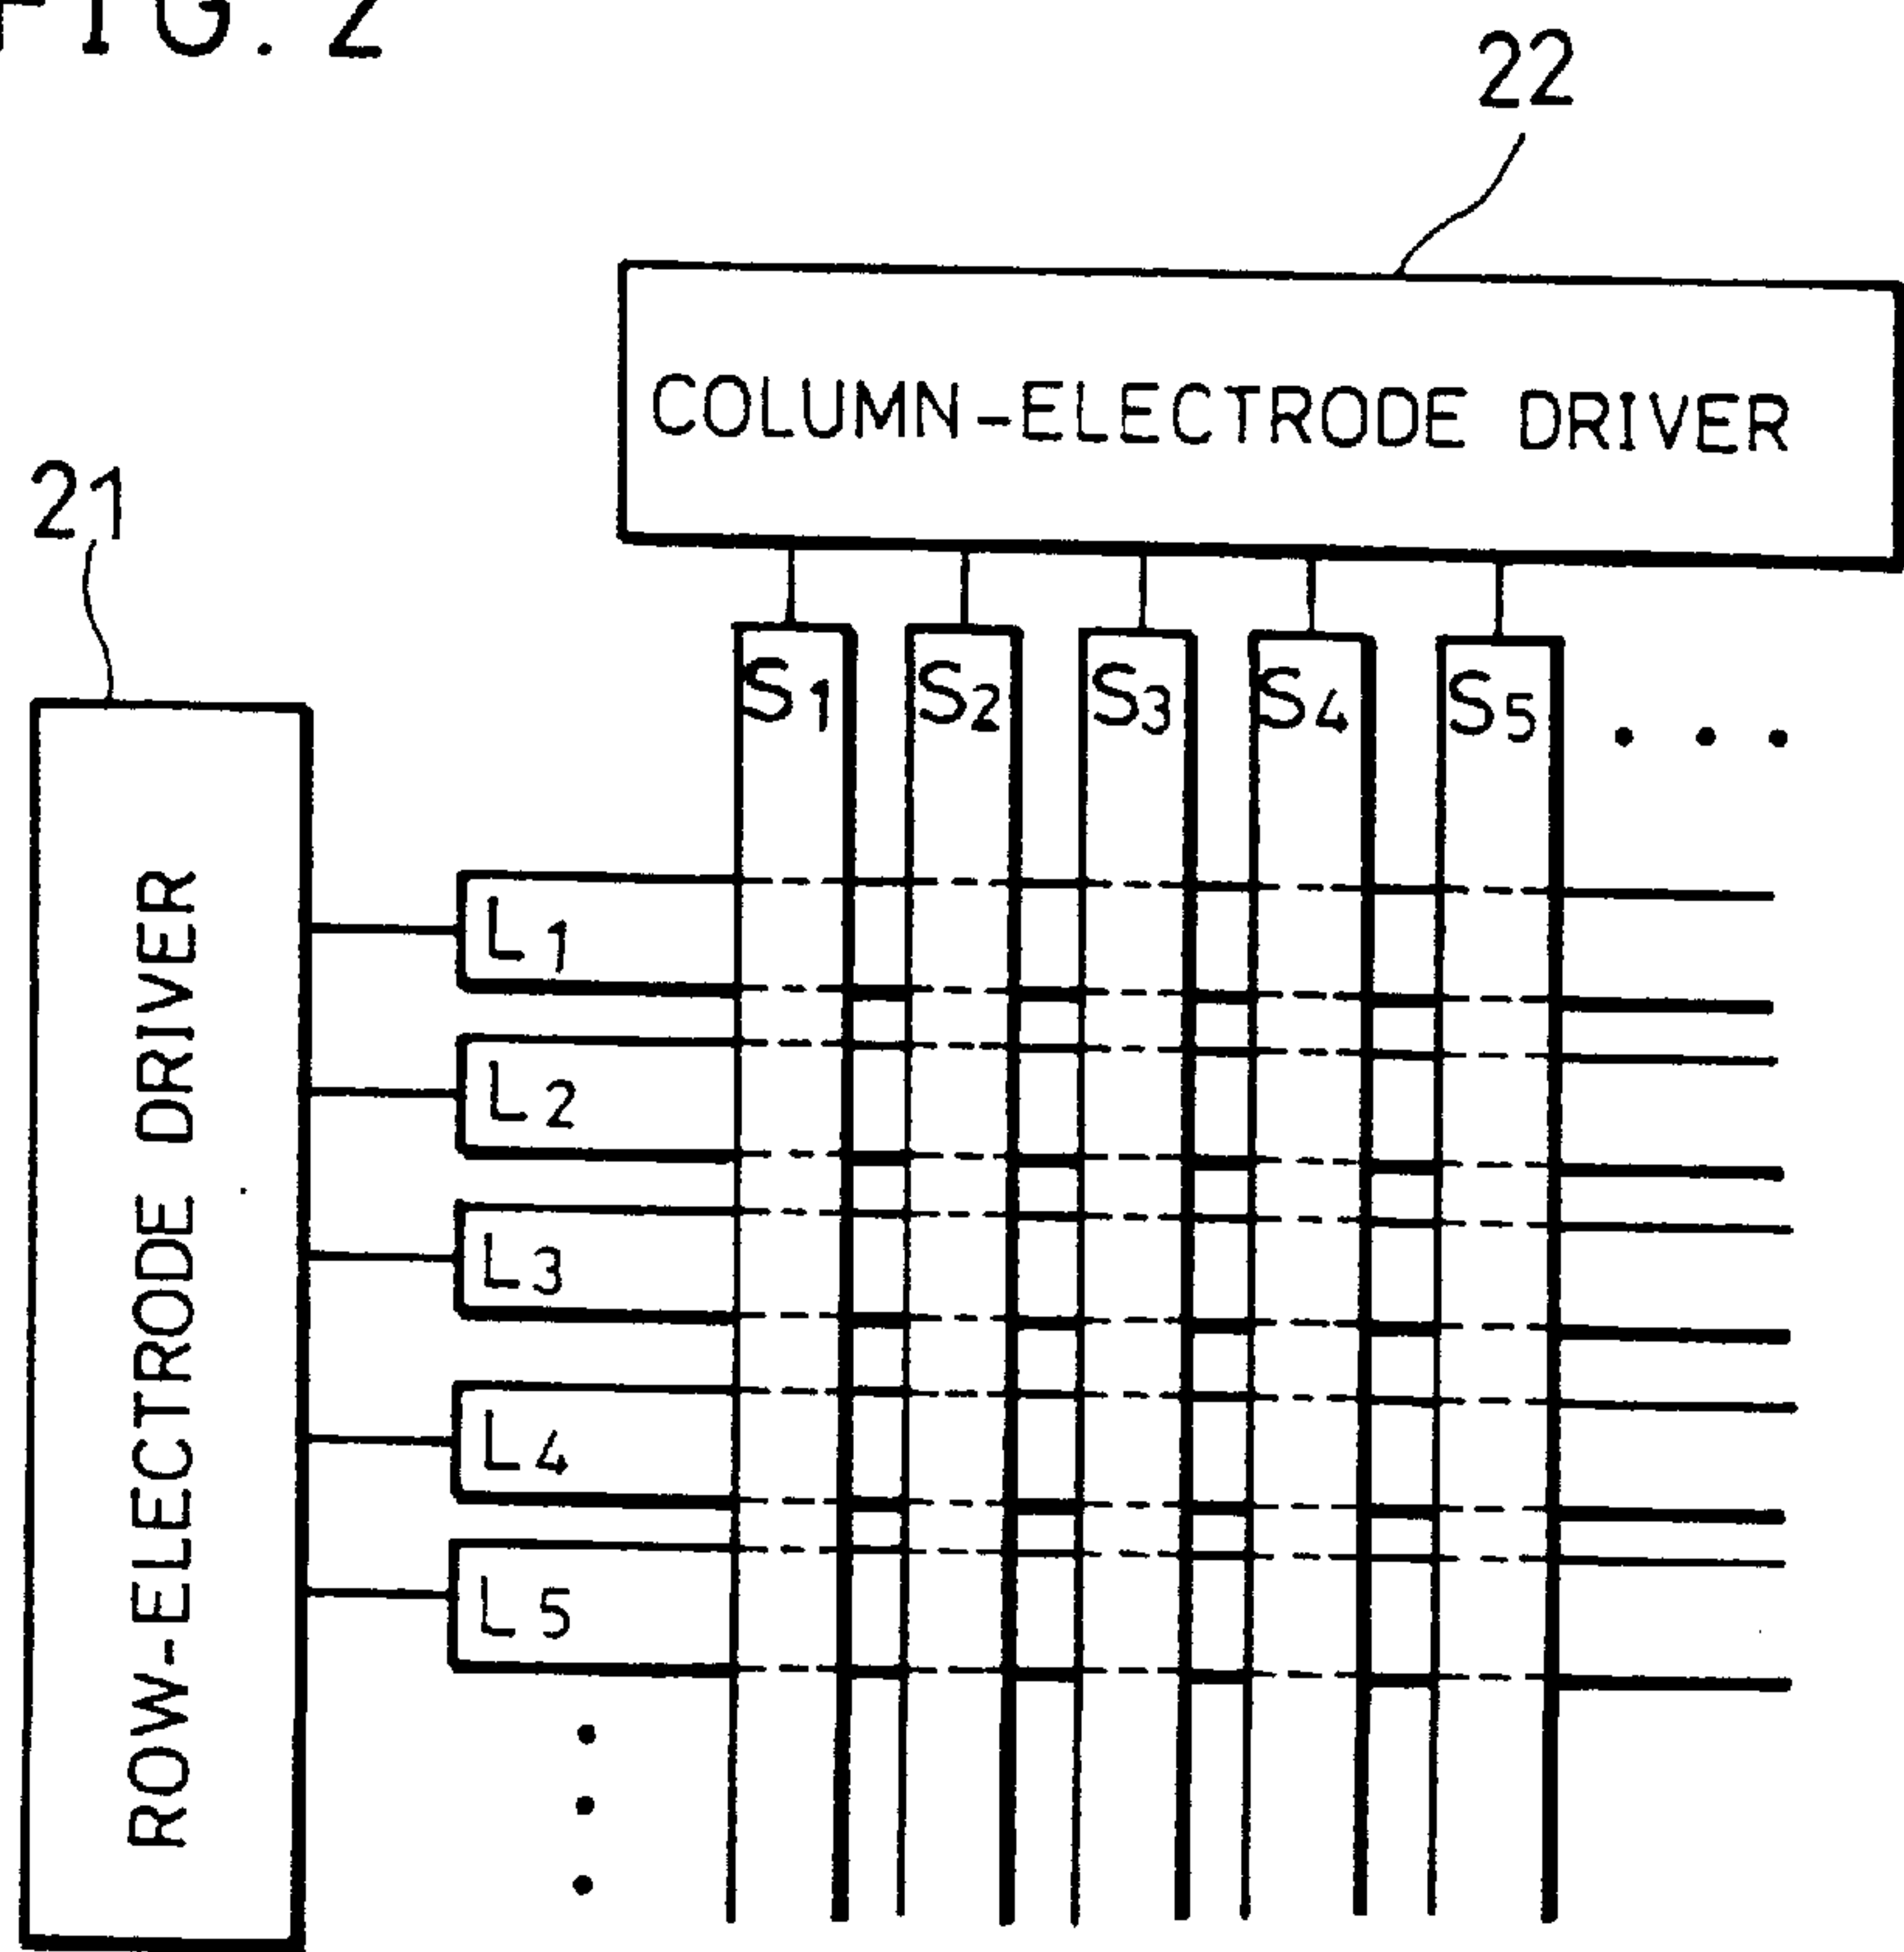 FIG. 2
22
COLUMN-ELECTRODE DRIVER
21
S1 S2 S3 S4 S5 . . .
ROW-ELECTRODE DRIVER
L1
L2
L3
L4
L5